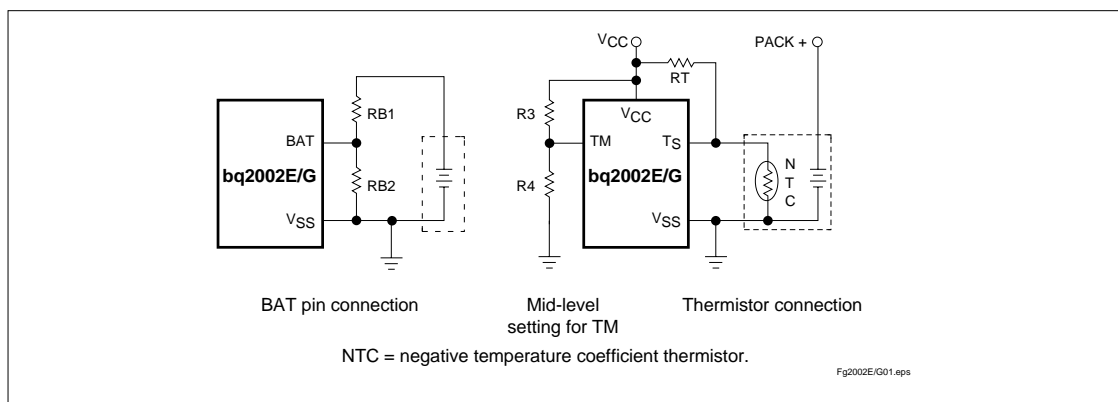 VCC
PACK +
RT
RB1
R3
VCC
BAT
TM
TS
bq2002E/G
bq2002E/G
N
T
C
RB2
R4
VSS
VSS
BAT pin connection
Mid-level
setting for TM
Thermistor connection
NTC = negative temperature coefficient thermistor.
Fg2002E/G01.eps